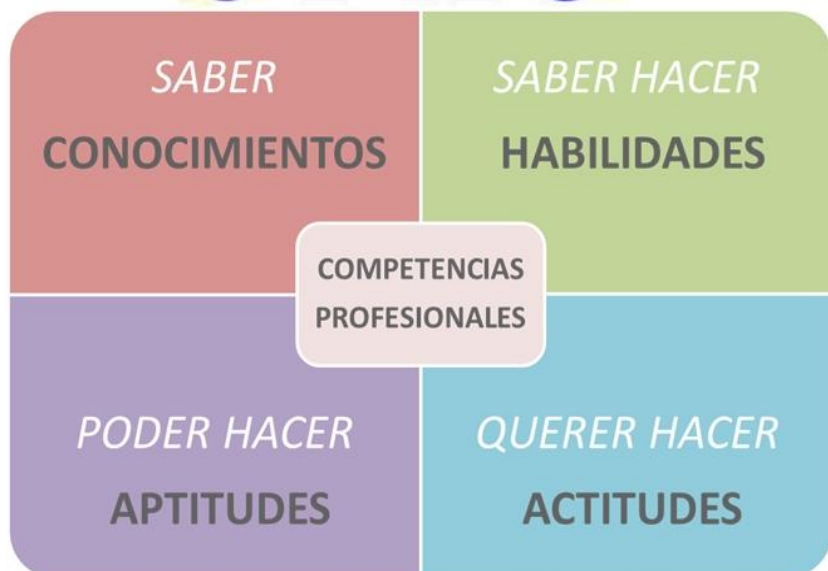 SABER
CONOCIMIENTOS
SABER HACER
HABILIDADES
COMPETENCIAS
PROFESIONALES
PODER HACER
APTITUDES
QUERER HACER
ACTITUDES